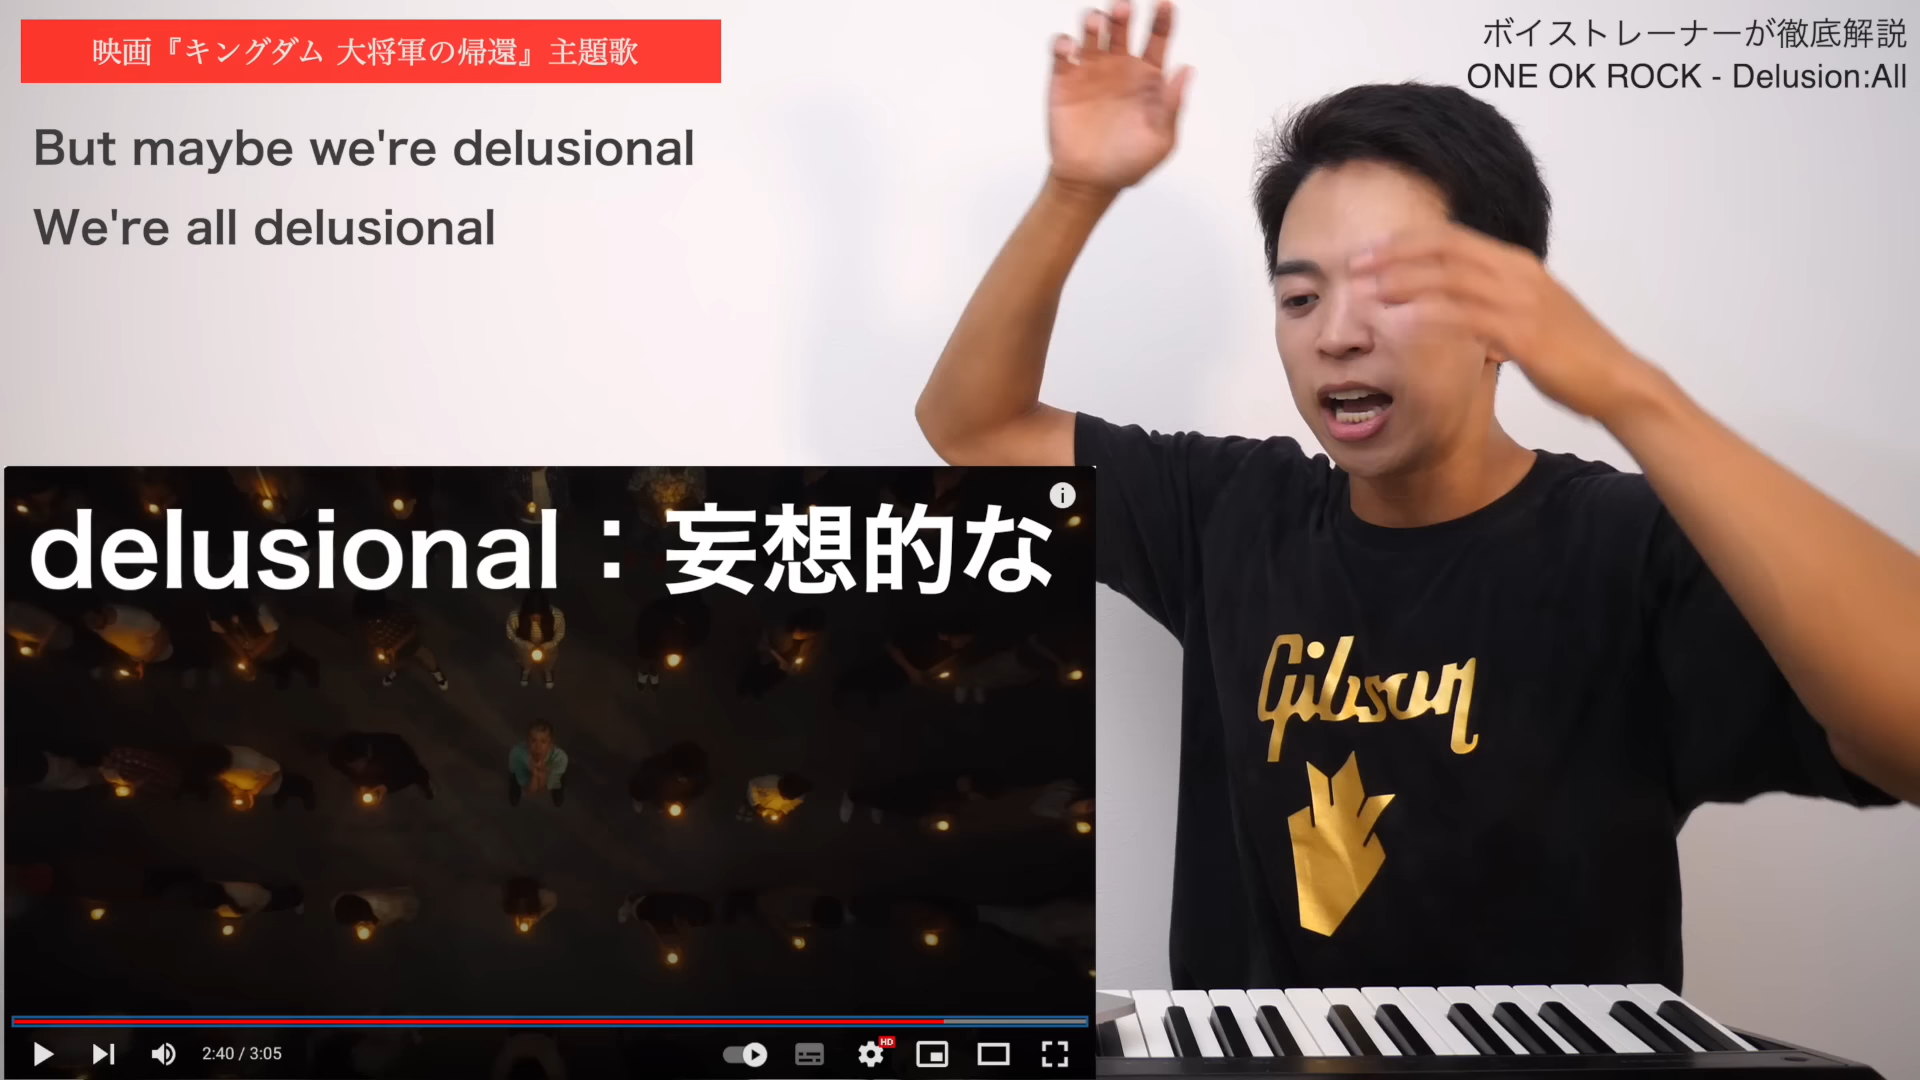 映画『キングダム 大将軍の帰還』主題歌
ボイストレーナーが徹底解説
ONE OK ROCK - Delusion:All
But maybe we're delusional
We're all delusional
delusional：妄想的な
i
Gibson
HD
2:40 / 3:05